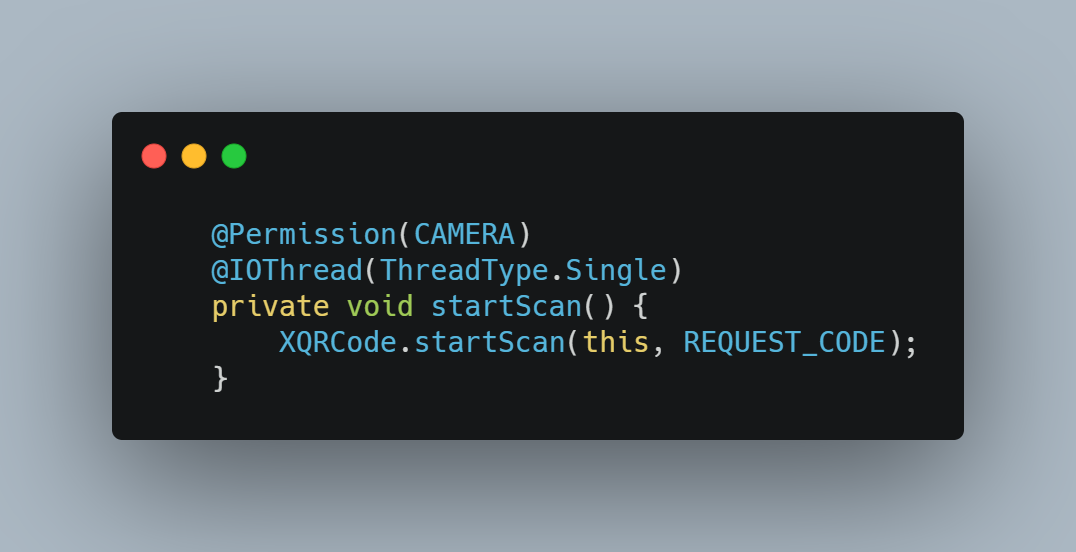 @Permission(CAMERA)
@IOThread(ThreadType.Single)
private void startScan() {
    XQRCode.startScan(this, REQUEST_CODE);
}